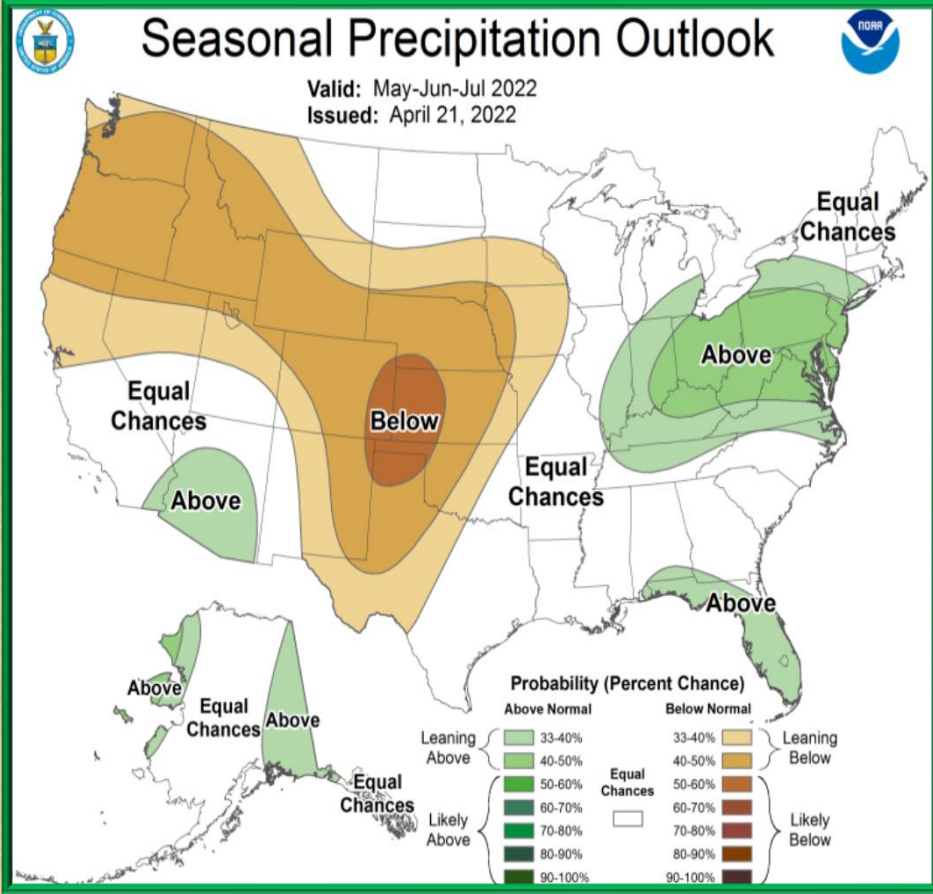 Seasonal Precipitation Outlook
NOAA
Valid: May-Jun-Jul 2022
Issued: April 21, 2022
Equal
Chances
Above
Equal
Chances
Below
Equal
Chances
Above
Above
Above
Equal
Chances
Above
Equal
Chances
Probability (Percent Chance)
Above Normal
Below Normal
Leaning
Above
33-40%
40-50%
Likely
Above
50-60%
60-70%
70-80%
80-90%
90-100%
Equal
Chances
33-40%
40-50%
Leaning
Below
50-60%
60-70%
70-80%
80-90%
90-100%
Likely
Below